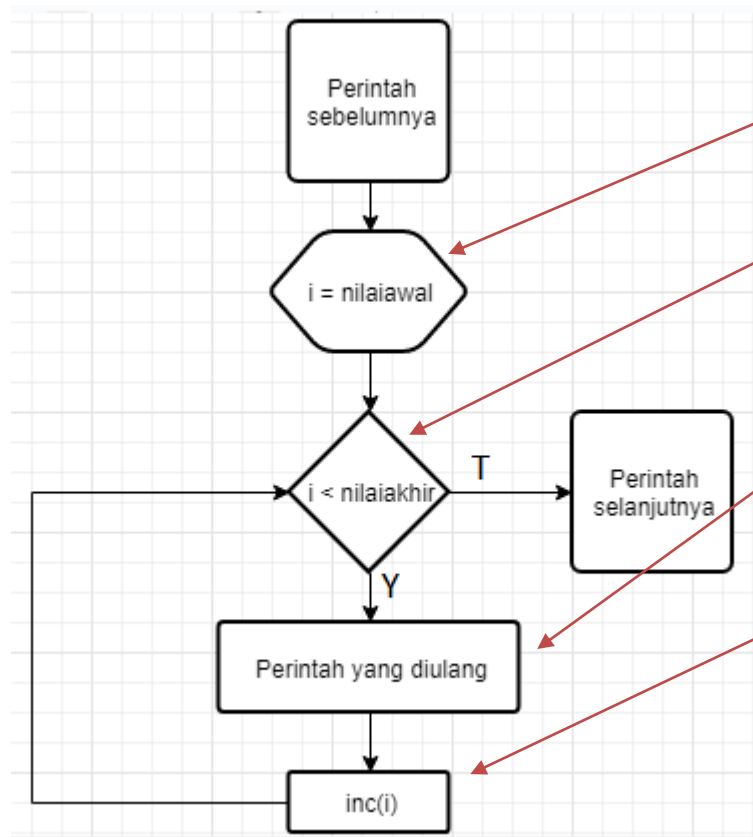 Perintah
sebelumnya
i = nilaiawal
i < nilaiakhir
T
Perintah
selanjutnya
Y
Perintah yang diulang
inc(i)